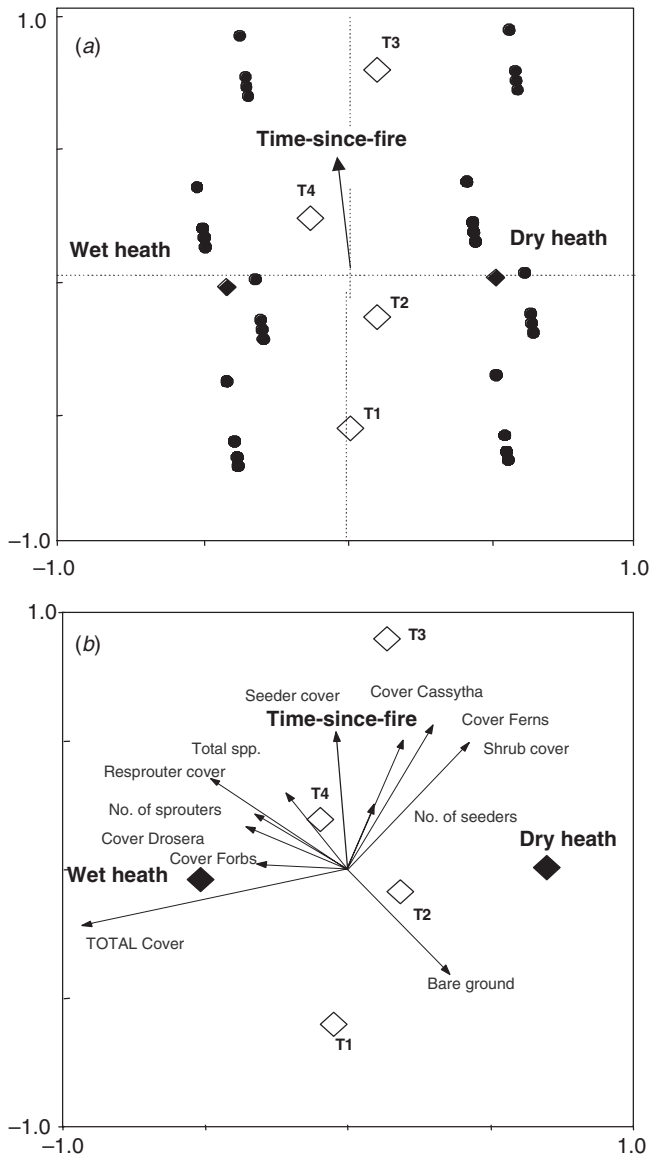 1.0
(a)
T3
Time-since-fire
T4
Wet heath
Dry heath
T2
T1
–1.0
–1.0
1.0
1.0
(b)
T3
Seeder cover
Cover Cassytha
Time-since-fire
Cover Ferns
Total spp.
Shrub cover
Resprouter cover
T4
No. of sprouters
No. of seeders
Cover Drosera
Dry heath
Cover Forbs
Wet heath
T2
TOTAL Cover
Bare ground
T1
-1.0
-1.0
1.0